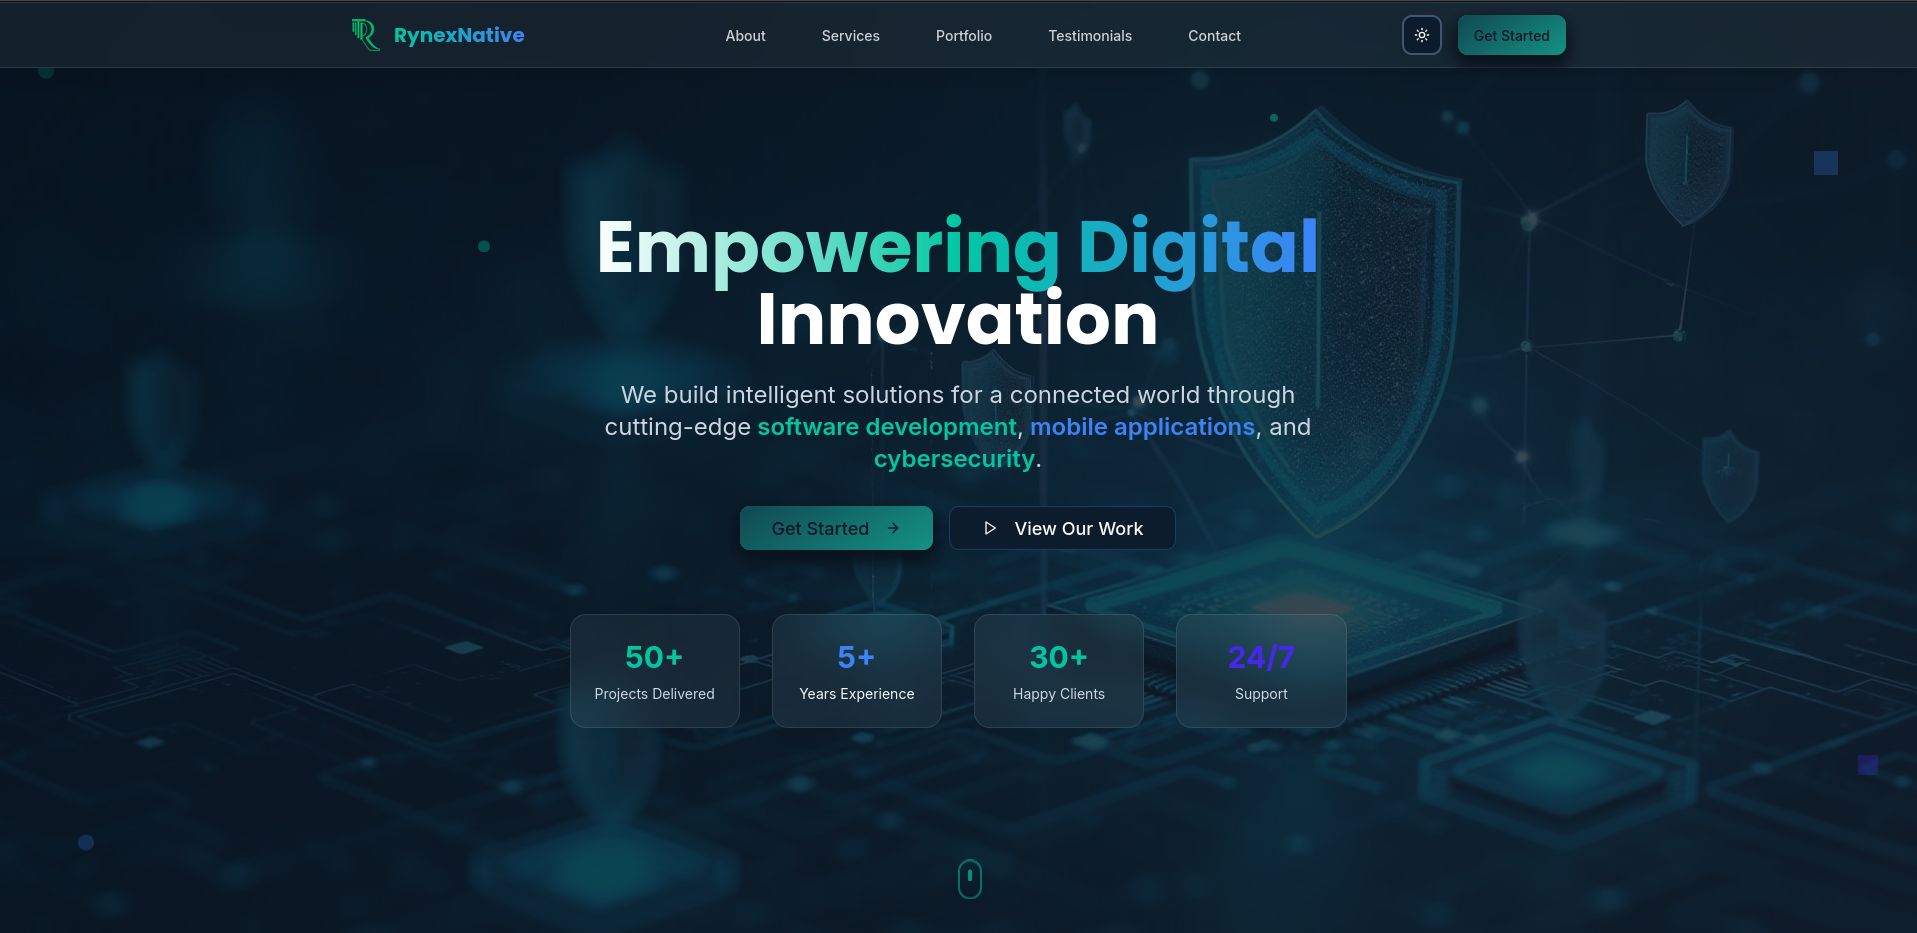 RynexNative
About
Services
Portfolio
Testimonials
Contact
Get Started
Empowering Digital
Innovation
We build intelligent solutions for a connected world through
cutting-edge software development, mobile applications, and
cybersecurity.
Get Started
View Our Work
50+
Projects Delivered
5+
Years Experience
30+
Happy Clients
24/7
Support